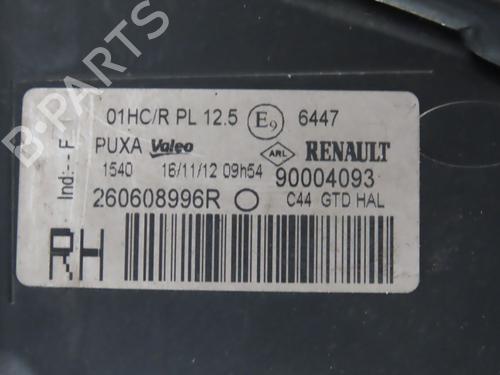 B-PARTS
01HC/R PL 12.5 E9 6447
PUXA Valeo ARL RENAULT
1540 16/11/12 09h54 90004093
260608996R C44 GTD HAL
Ind:-- F
RH